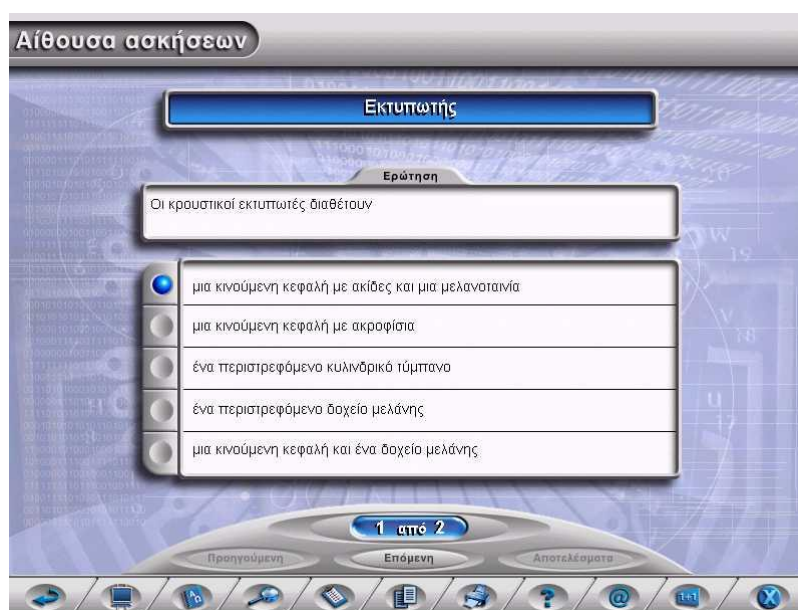 Αίθουσα ασκήσεων
Εκτυπωτής
Ερώτηση
Οι κρουστικοί εκτυπωτές διαθέτουν
μια κινούμενη κεφαλή με ακίδες και μια μελανοταινία
μια κινούμενη κεφαλή με ακροφίσια
ένα περιστρεφόμενο κυλινδρικό τύμπανο
ένα περιστρεφόμενο δοχείο μελάνης
μια κινούμενη κεφαλή και ένα δοχείο μελάνης
1 από 2
Προηγούμενη Επόμενη Αποτελέσματα